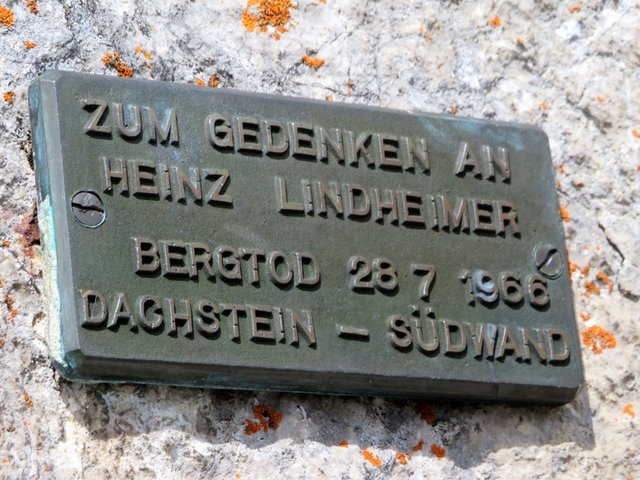 ZUM GEDENKEN AN
HEINZ LINDHEIMER
BERGTOD 28 7 1966
DACHSTEIN – SÜDWAND